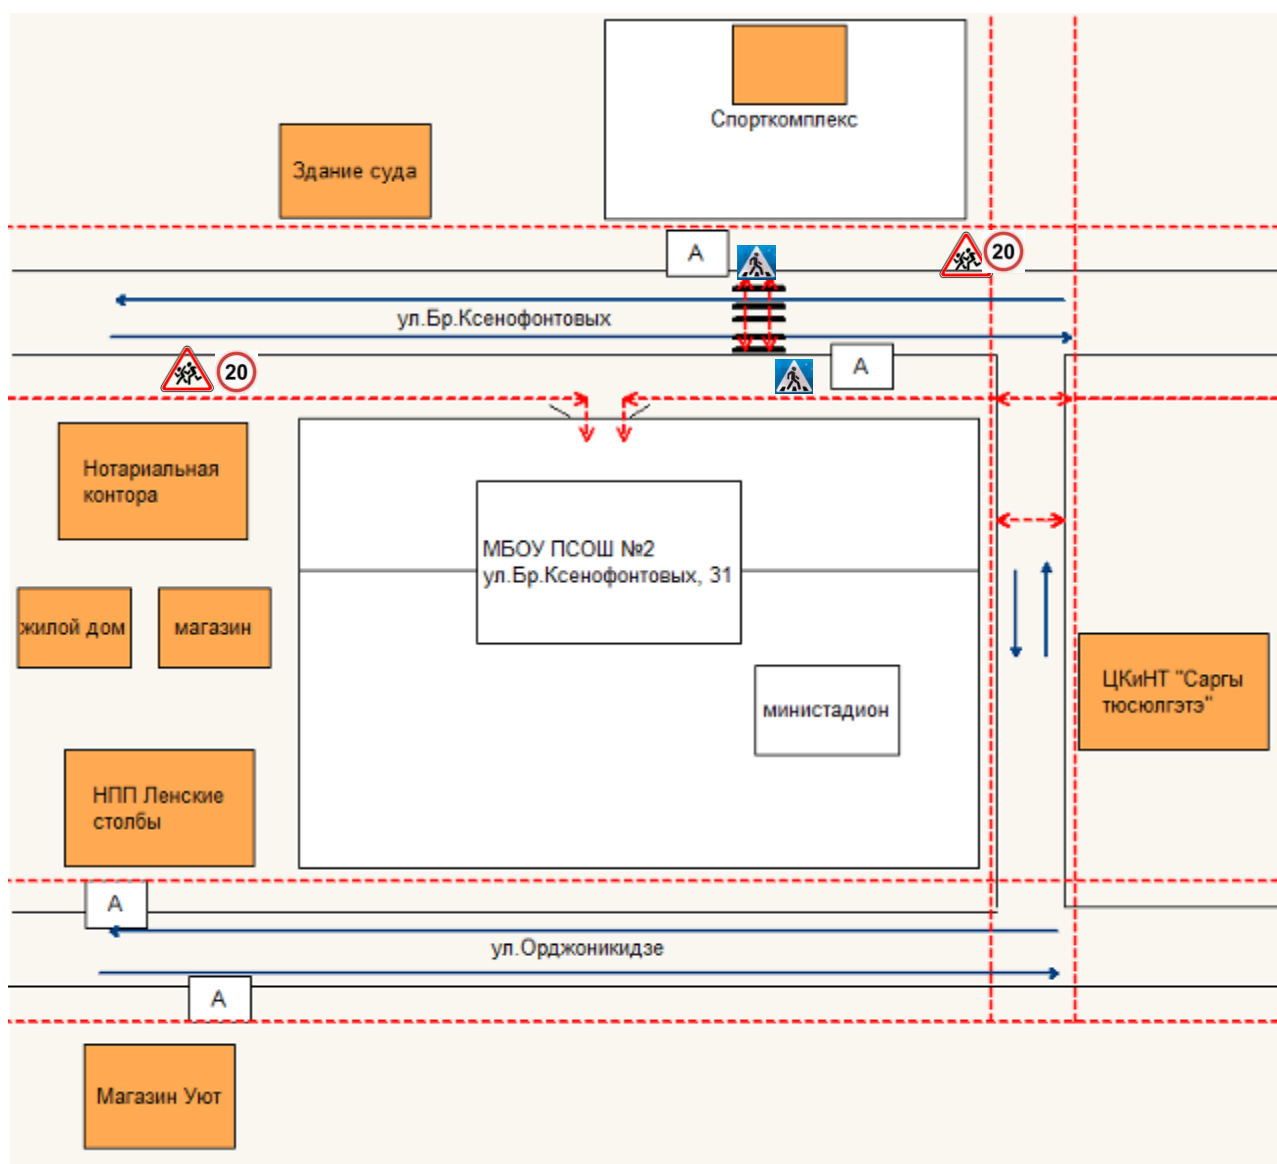 Спорткомплекс
Здание суда
А
20
ул.Бр.Ксенофонтовых
20
А
Нотариальная
контора
МБОУ ПСОШ №2
ул.Бр.Ксенофонтовых, 31
жилой дом
магазин
министадион
ЦКиНТ "Саргы
тюсюлгэтэ"
НПП Ленские
столбы
А
ул.Орджоникидзе
А
Магазин Уют